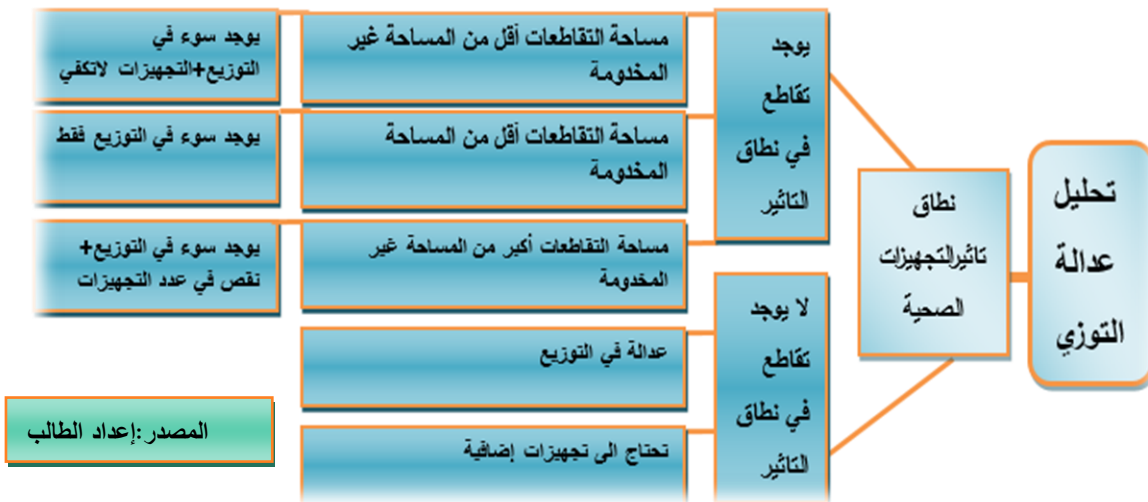 تحليل
عدالة
التوزي
نطاق
تاثيرالتجهيزات
الصحية
يوجد
تقاطع
في نطاق
التاثير
مساحة التقاطعات أقل من المساحة غير
المخدومة
يوجد سوء في
التوزيع+التجهيزات لاتكفي
مساحة التقاطعات أقل من المساحة
المخدومة
يوجد سوء في التوزيع فقط
مساحة التقاطعات أكبر من المساحة غير
المخدومة
يوجد سوء في التوزيع+
نقص في عدد التجهيزات
لا يوجد
تقاطع
في نطاق
التاثير
عدالة في التوزيع
تحتاج الى تجهيزات إضافية
المصدر:إعداد الطالب